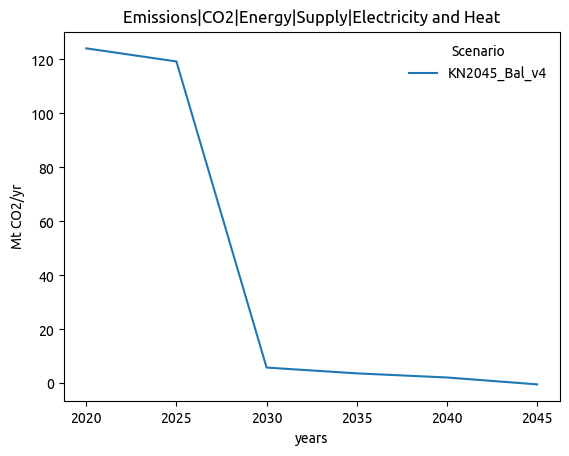 Emissions|CO2|Energy|Supply|Electricity and Heat
Scenario
KN2045_Bal_v4
Mt CO2/yr
120
100
80
60
40
20
0
2020 2025 2030 2035 2040 2045
years